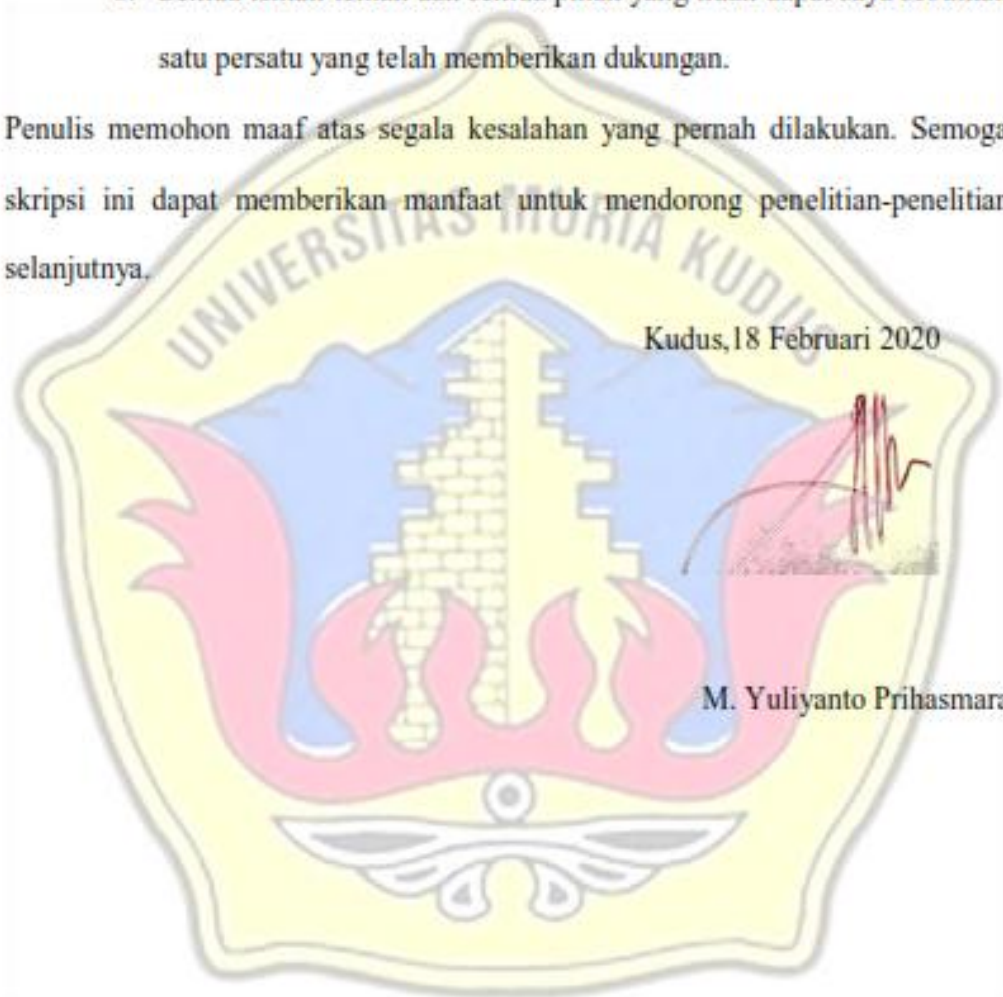 satu persatu yang telah memberikan dukungan.
Penulis memohon maaf atas segala kesalahan yang pernah dilakukan. Semoga
skripsi ini dapat memberikan manfaat untuk mendorong penelitian-penelitian
selanjutnya.
UNIVERSITAS MURIA KUDUS
Kudus,18 Februari 2020
M. Yuliyanto Prihasmara